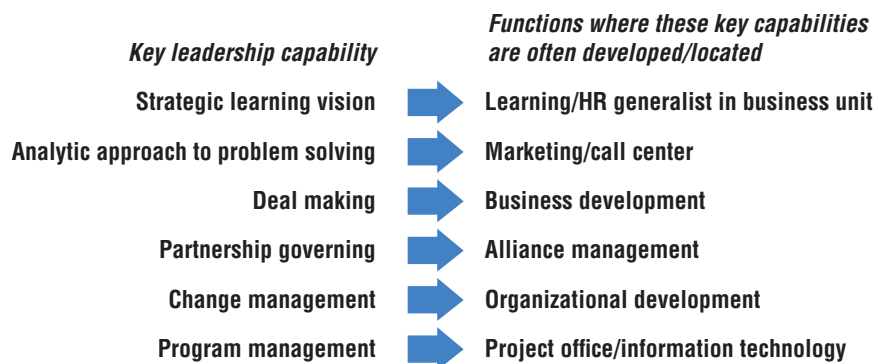 Key leadership capability
Functions where these key capabilities
are often developed/located
Strategic learning vision
Learning/HR generalist in business unit
Analytic approach to problem solving
Marketing/call center
Deal making
Business development
Partnership governing
Alliance management
Change management
Organizational development
Program management
Project office/information technology